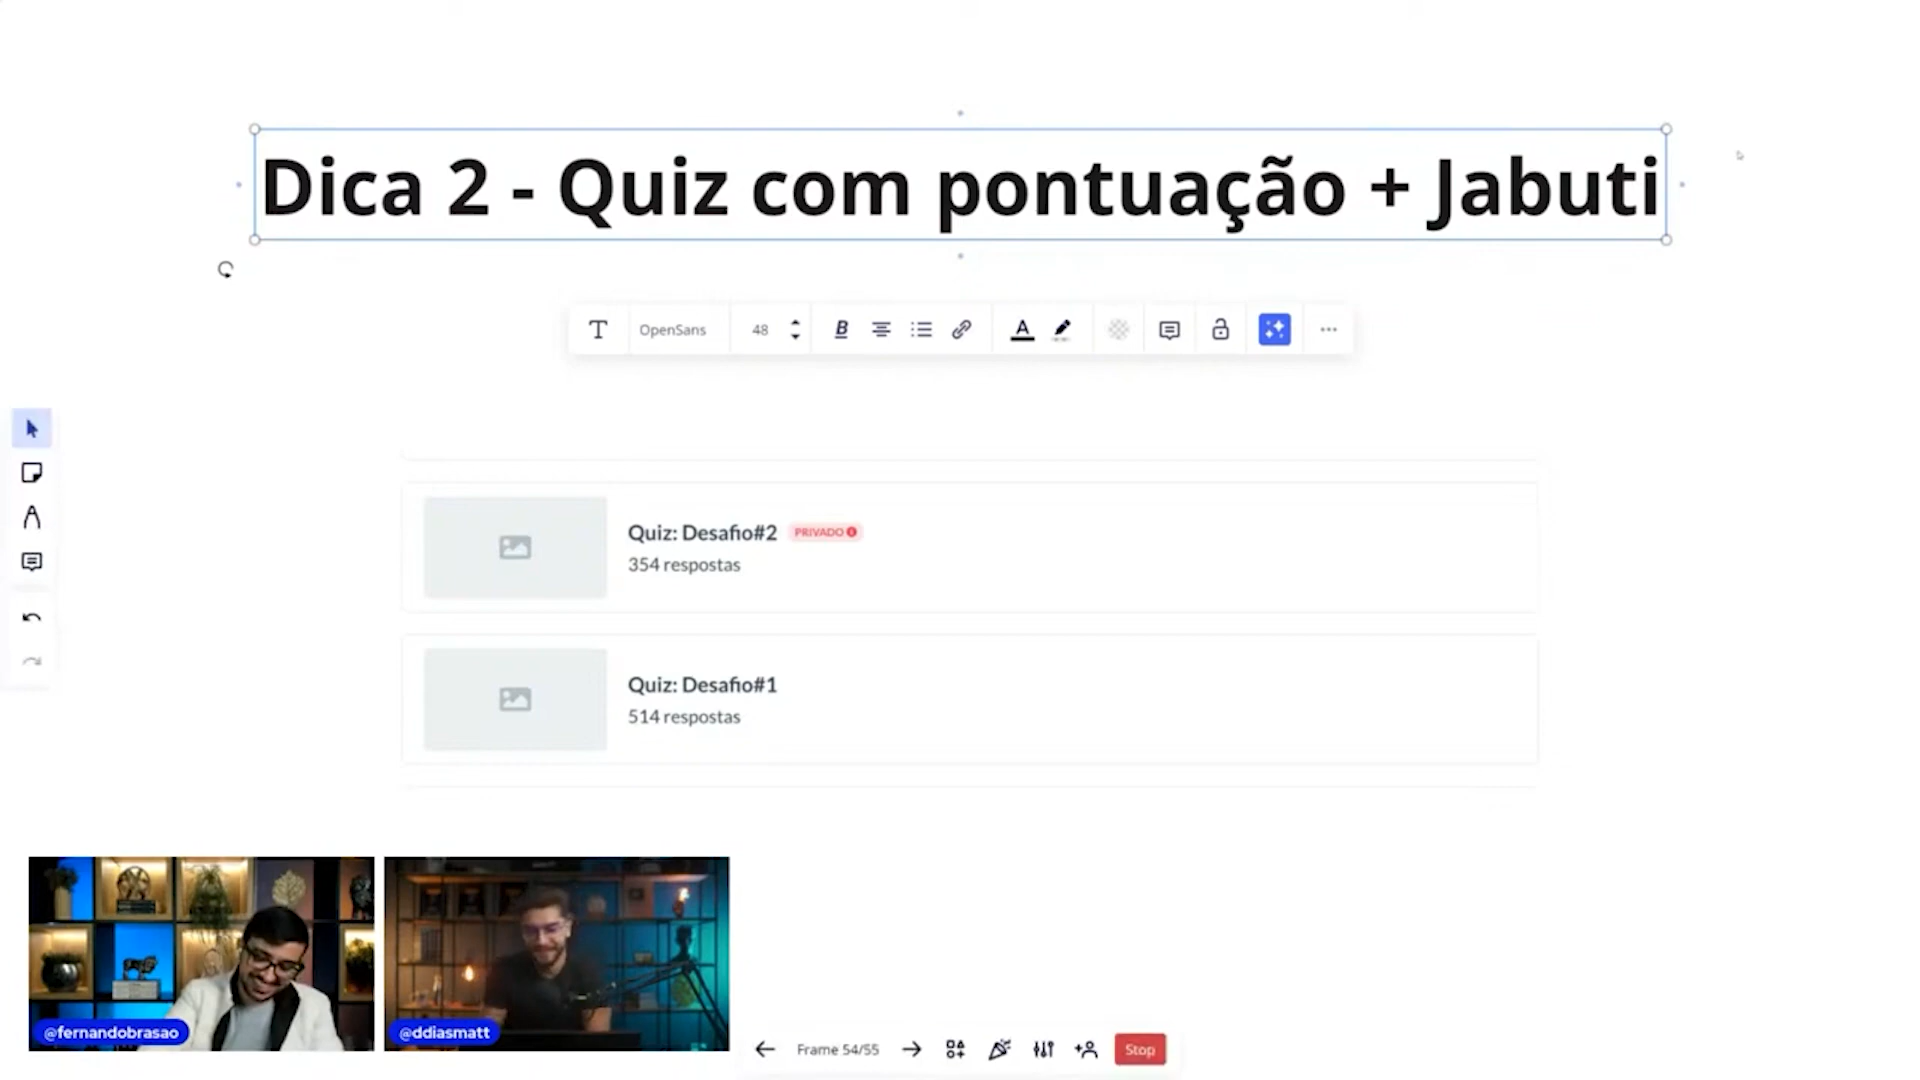 Dica 2 - Quiz com pontuação + Jabuti
OpenSans 48 B A
Quiz: Desafio#2 PRIVADO
354 respostas
Quiz: Desafio#1
514 respostas
@fernandobrasao
@ddiasmatt
Frame 54/55
Stop